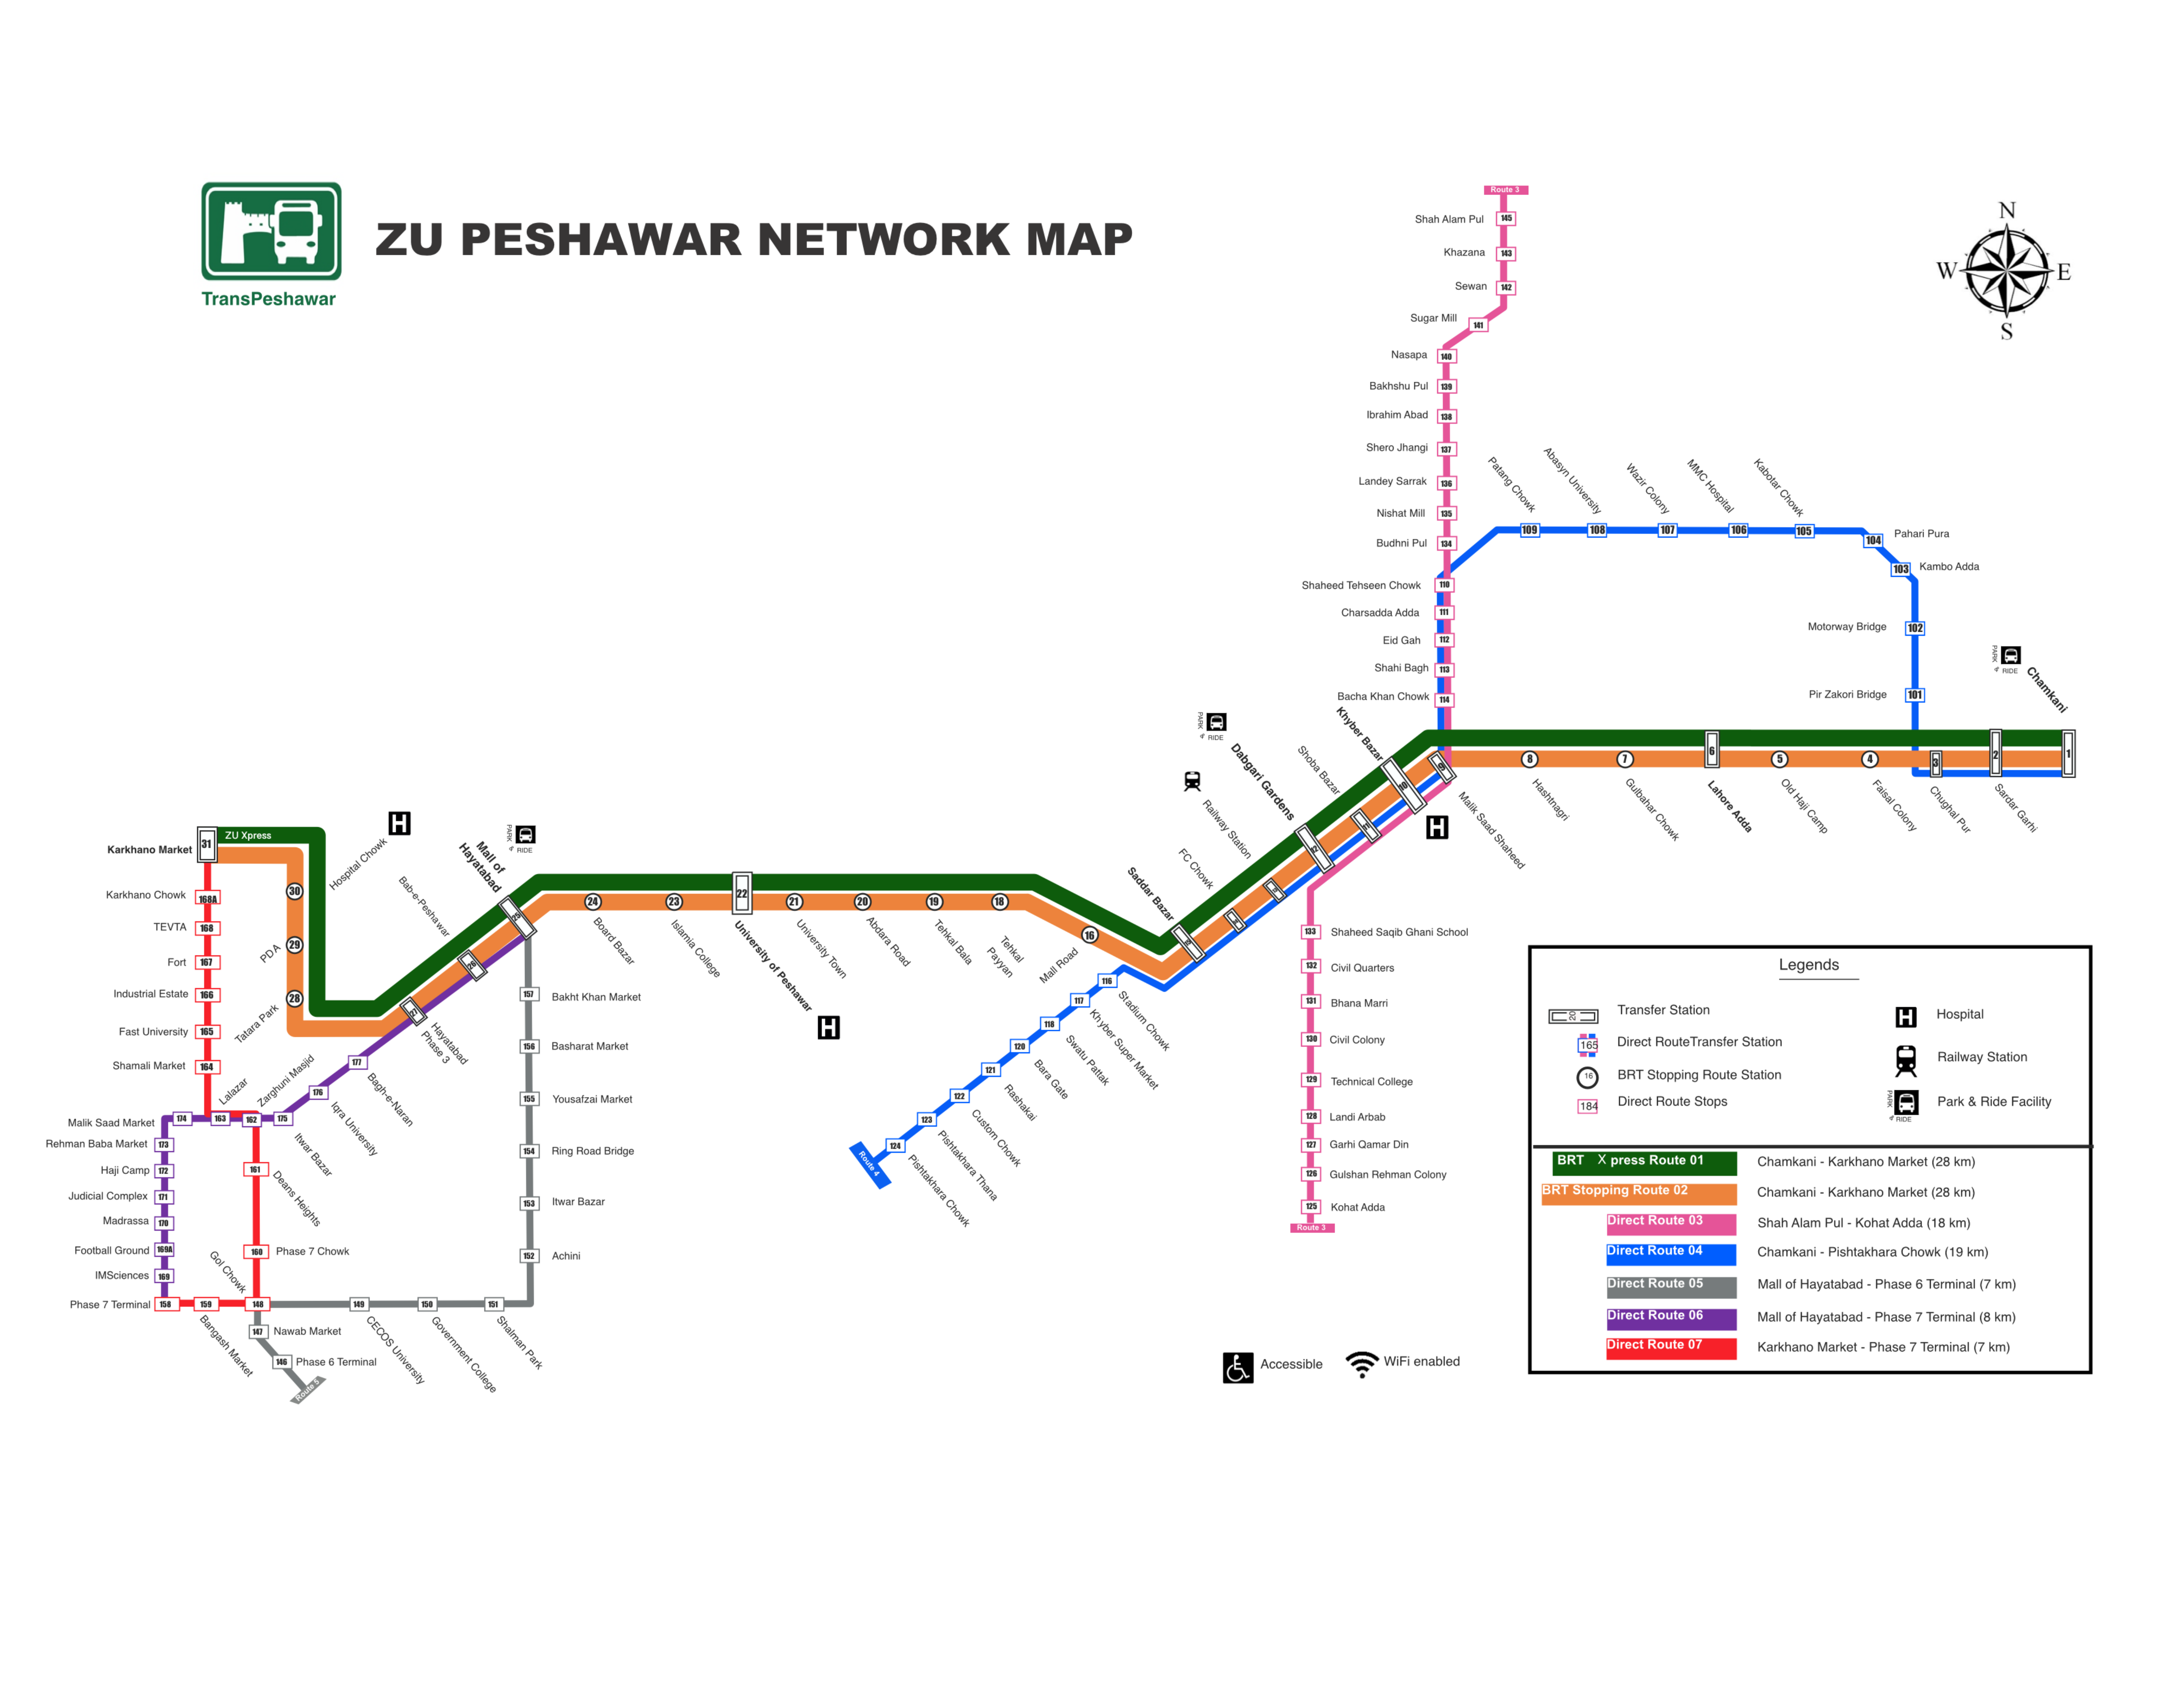 ZU PESHAWAR NETWORK MAP
TransPeshawar
N
W
E
S
Route 3
Shah Alam Pul 145
Khazana 143
Sewan 142
Sugar Mill 141
Nasapa 140
Bakhshu Pul 139
Ibrahim Abad 138
Shero Jhangi 137
Landey Sarrak 136
Nishat Mill 135
Budhni Pul 134
Shaheed Tehseen Chowk 110
Charsadda Adda 111
Eid Gah 112
Shahi Bagh 113
Bacha Khan Chowk 114
Patang Chowk 109
Abasyn University 108
Wazir Colony 107
MMC Hospital 106
Kabotar Chowk 105
104 Pahari Pura
103 Kambo Adda
Motorway Bridge 102
Pir Zakori Bridge 101
PARK & RIDE
Chamkani
1
2
Sardar Garhi
3
Chughal Pur
4
Faisal Colony
5
Old Haji Camp
6
Lahore Adda
7
Gulbahar Chowk
8
Hashtnagri
Malik Saad Shaheed
Khyber Bazar
Shoba Bazar
PARK & RIDE
Dabgari Gardens
Railway Station
FC Chowk
Saddar Bazar
H
Mall Road
16
Tehkal
Payyan
18
Tehkal Bala
19
Abdara Road
20
University Town
21
University of Peshawar
22
H
Islamia College
23
Board Bazar
24
PARK & RIDE
Mall of
Hayatabad
25
Bab-e-Peshawar
26
Hayatabad
Phase 3
27
Tatara Park
28
PDA
29
Hospital Chowk
30
H
ZU Xpress
Karkhano Market
31
Karkhano Chowk 168A
TEVTA 168
Fort 167
Industrial Estate 166
Fast University 165
Shamali Market 164
Lalazar
163
Zarghuni Masjid
162
Malik Saad Market 174
175
Itwar Bazar
176
Iqra University
177
Bagh-e-Naran
Rehman Baba Market 173
Haji Camp 172
Judicial Complex 171
Madrassa 170
Football Ground 169A
IMSciences 169
Phase 7 Terminal 158
159
Bangash Market
161
Deans Heights
160 Phase 7 Chowk
Gol Chowk
148
147 Nawab Market
146 Phase 6 Terminal
Route 5
149
CECOS University
150
Government College
151
Shalman Park
157 Bakht Khan Market
156 Basharat Market
155 Yousafzai Market
154 Ring Road Bridge
153 Itwar Bazar
152 Achini
116
Stadium Chowk
117
Khyber Super Market
118
Swatu Pattak
120
Bara Gate
121
Rashakai
122
Custom Chowk
123
Pishtakhara Thana
124
Pishtakhara Chowk
Route 4
133 Shaheed Saqib Ghani School
132 Civil Quarters
131 Bhana Marri
130 Civil Colony
129 Technical College
128 Landi Arbab
127 Garhi Qamar Din
126 Gulshan Rehman Colony
125 Kohat Adda
Route 3
H
Accessible
WiFi enabled
Legends
20 Transfer Station
165 Direct RouteTransfer Station
16 BRT Stopping Route Station
184 Direct Route Stops
H Hospital
Railway Station
PARK & RIDE Park & Ride Facility
BRT X press Route 01 Chamkani - Karkhano Market (28 km)
BRT Stopping Route 02 Chamkani - Karkhano Market (28 km)
Direct Route 03 Shah Alam Pul - Kohat Adda (18 km)
Direct Route 04 Chamkani - Pishtakhara Chowk (19 km)
Direct Route 05 Mall of Hayatabad - Phase 6 Terminal (7 km)
Direct Route 06 Mall of Hayatabad - Phase 7 Terminal (8 km)
Direct Route 07 Karkhano Market - Phase 7 Terminal (7 km)